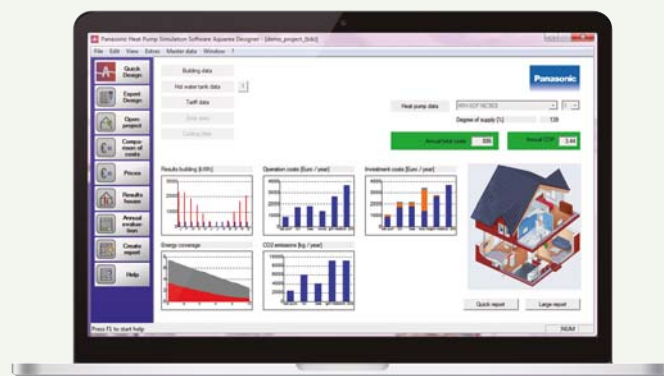 Panasonic Heat Pump Simulation Software Aquarea Designer - [demo_project_(biki)]
File Edit View Extras Master data Window ?
Quick Design
Expert Design
Open project
Comparison of costs
Prices
Results house
Annual evaluation
Create report
Help
Building data
Hot water tank data 1
Tariff data
Solar data
Cooling data
Panasonic
Heat pump data
Degree of supply [%] 139
Annual total costs
Annual COP 3.44
Results building [kWh]
Operation costs [Euro / year]
Investment costs [Euro / year]
Energy coverage
CO2 emissions [kg / year]
Quick report
Large report
Press F1 to start help
NUM